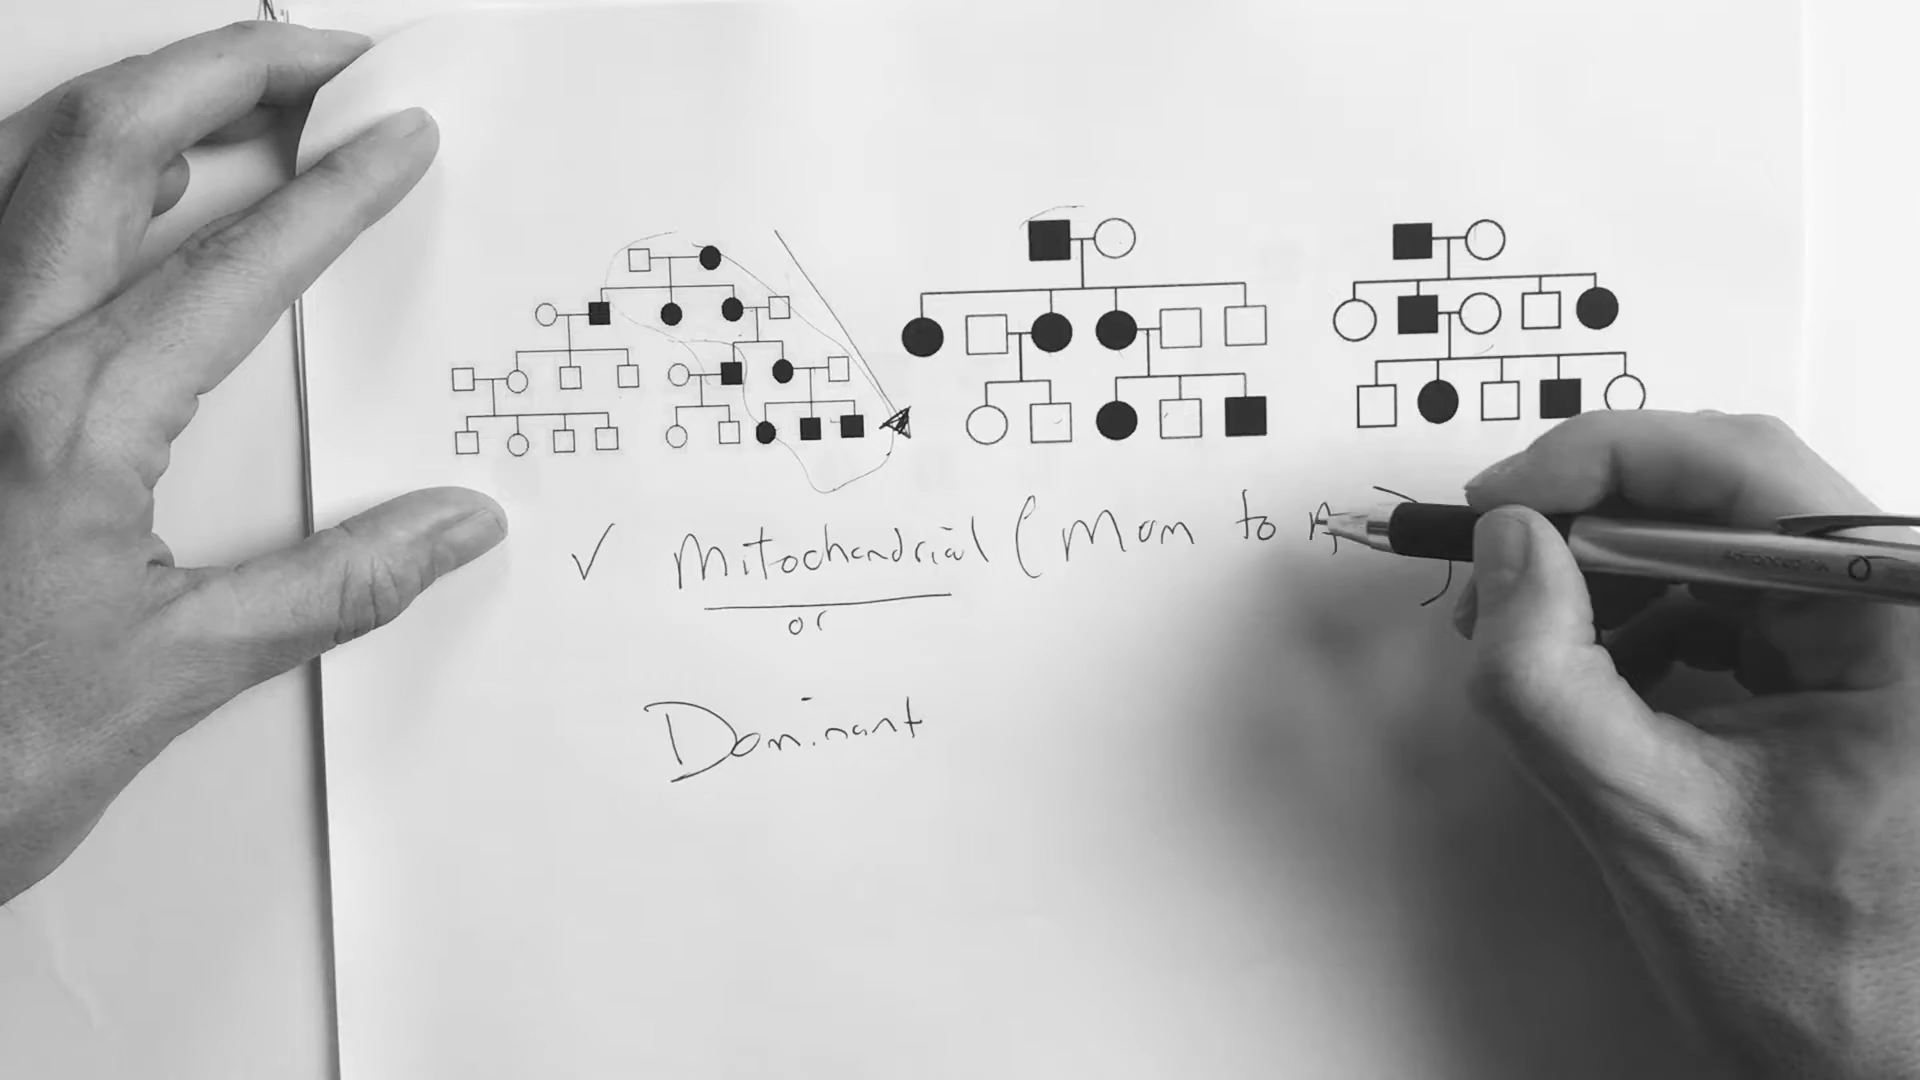 ✓ Mitochondrial (Mom to
or
Dominant